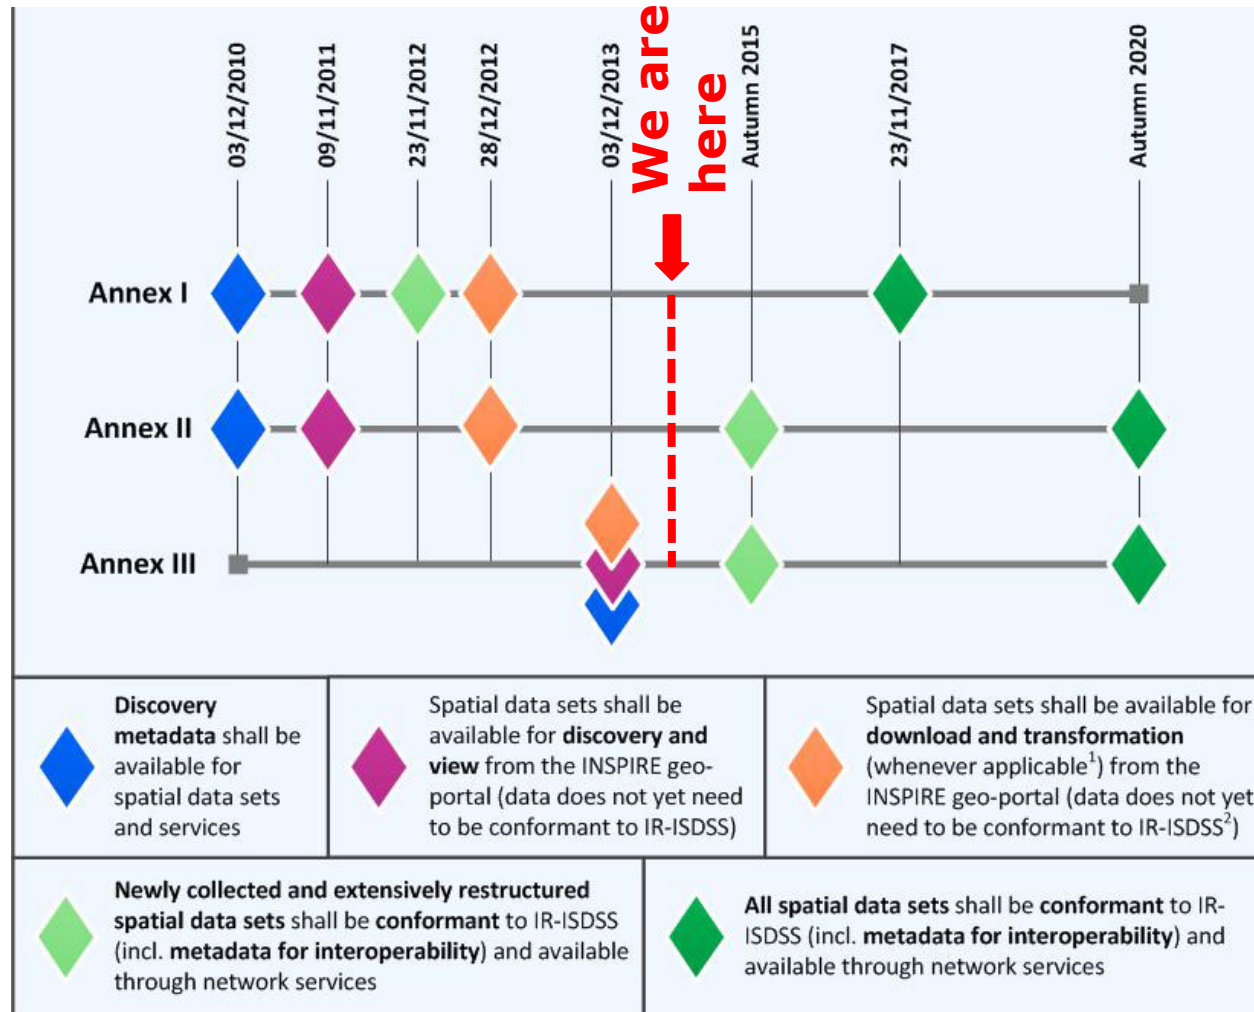 03/12/2010
09/11/2011
23/11/2012
28/12/2012
03/12/2013
We are
here
Autumn 2015
23/11/2017
Autumn 2020
Annex I
Annex II
Annex III
Discovery
metadata shall be
available for
spatial data sets
and services
Spatial data sets shall be
available for discovery and
view from the INSPIRE geo-
portal (data does not yet need
to be conformant to IR-ISDSS)
Spatial data sets shall be available for
download and transformation
(whenever applicable¹) from the
INSPIRE geo-portal (data does not yet
need to be conformant to IR-ISDSS²)
Newly collected and extensively restructured
spatial data sets shall be conformant to IR-ISDSS
(incl. metadata for interoperability) and available
through network services
All spatial data sets shall be conformant to IR-
ISDSS (incl. metadata for interoperability) and
available through network services